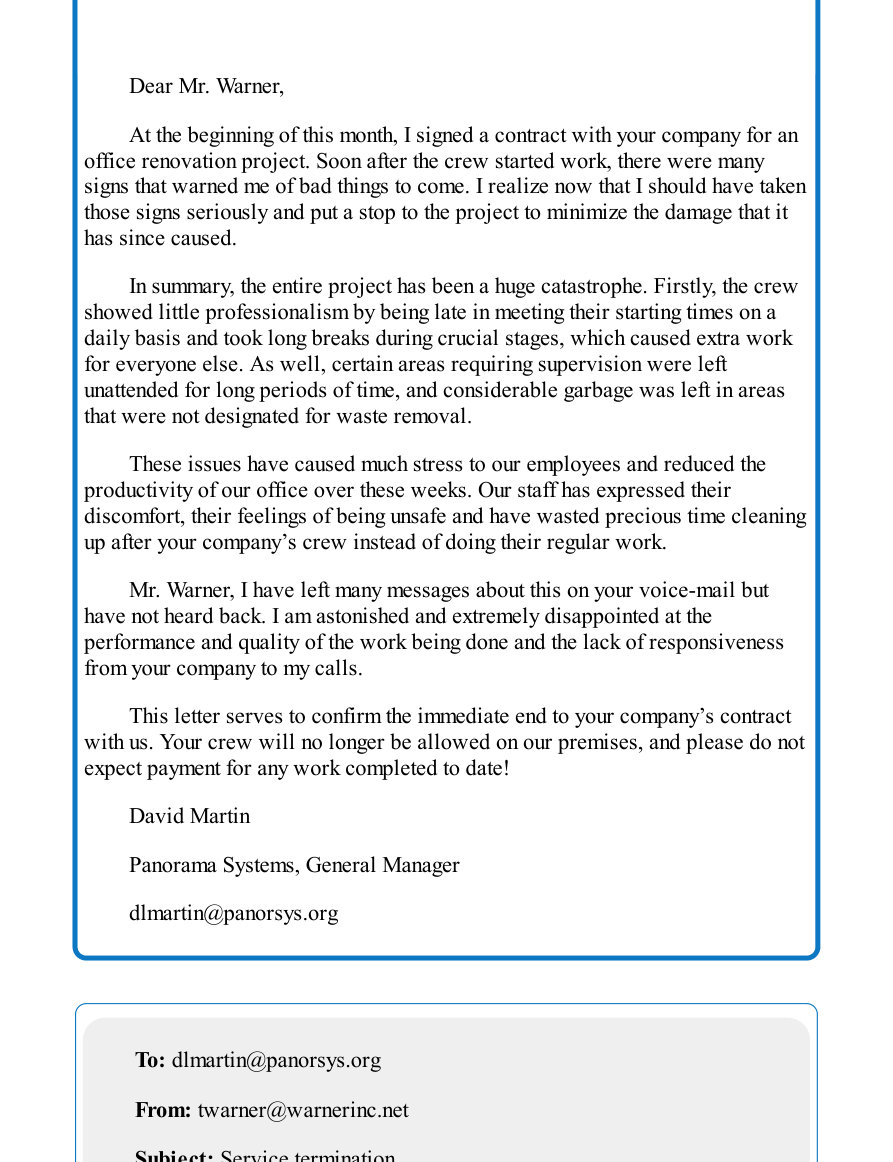 Dear Mr. Warner,
At the beginning of this month, I signed a contract with your company for an
office renovation project. Soon after the crew started work, there were many
signs that warned me of bad things to come. I realize now that I should have taken
those signs seriously and put a stop to the project to minimize the damage that it
has since caused.
In summary, the entire project has been a huge catastrophe. Firstly, the crew
showed little professionalism by being late in meeting their starting times on a
daily basis and took long breaks during crucial stages, which caused extra work
for everyone else. As well, certain areas requiring supervision were left
unattended for long periods of time, and considerable garbage was left in areas
that were not designated for waste removal.
These issues have caused much stress to our employees and reduced the
productivity of our office over these weeks. Our staff has expressed their
discomfort, their feelings of being unsafe and have wasted precious time cleaning
up after your company’s crew instead of doing their regular work.
Mr. Warner, I have left many messages about this on your voice-mail but
have not heard back. I am astonished and extremely disappointed at the
performance and quality of the work being done and the lack of responsiveness
from your company to my calls.
This letter serves to confirm the immediate end to your company’s contract
with us. Your crew will no longer be allowed on our premises, and please do not
expect payment for any work completed to date!
David Martin
Panorama Systems, General Manager
dlmartin@panorsys.org
To: dlmartin@panorsys.org
From: twarner@warnerinc.net
Subject: Service termination